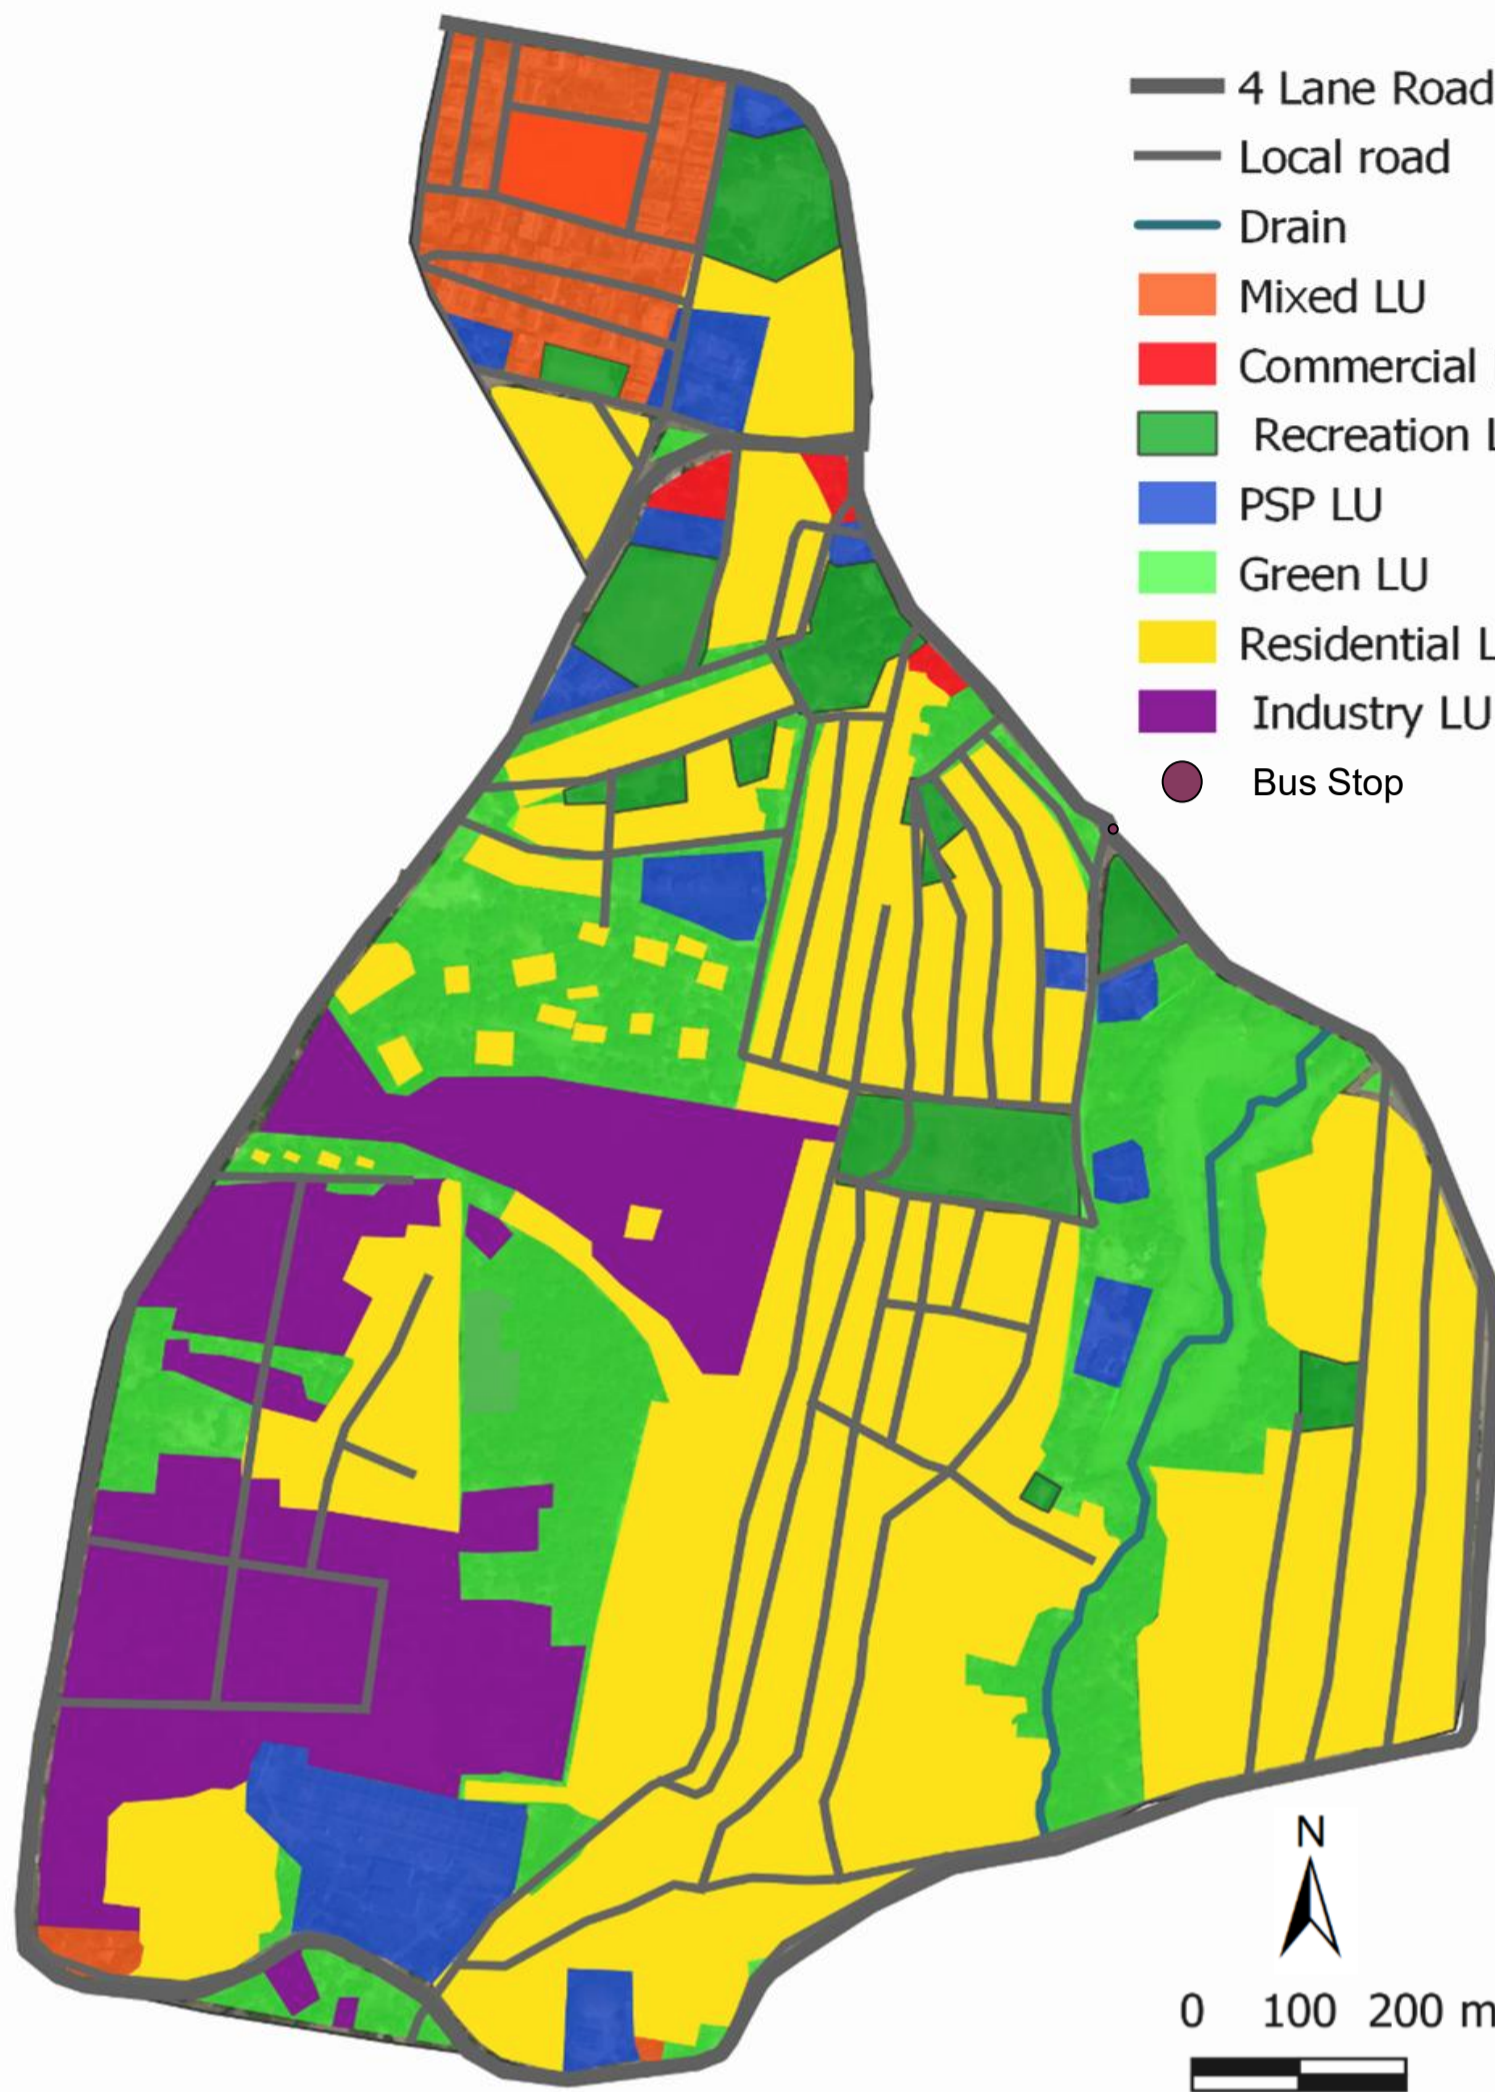 4 Lane Road
Local road
Drain
Mixed LU
Commercial
Recreation L
PSP LU
Green LU
Residential L
Industry LU
Bus Stop
N
0 100 200 m